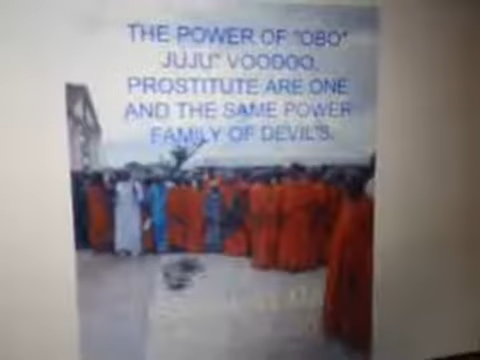 THE POWER OF "OBO"
JUJU" VOODOO.
PROSTITUTE ARE ONE
AND THE SAME POWER
FAMILY OF DEVIL'S.